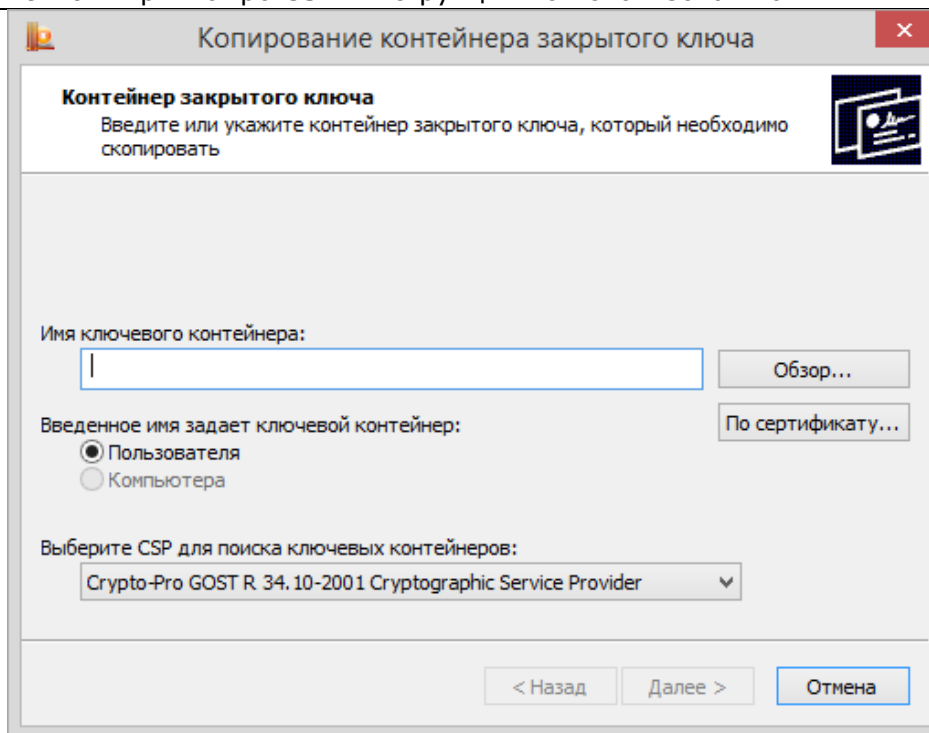 Копирование контейнера закрытого ключа
Контейнер закрытого ключа
Введите или укажите контейнер закрытого ключа, который необходимо
скопировать
Имя ключевого контейнера:
Обзор...
По сертификату...
Введенное имя задает ключевой контейнер:
Пользователя
Компьютера
Выберите CSP для поиска ключевых контейнеров:
Crypto-Pro GOST R 34.10-2001 Cryptographic Service Provider
< Назад
Далее >
Отмена